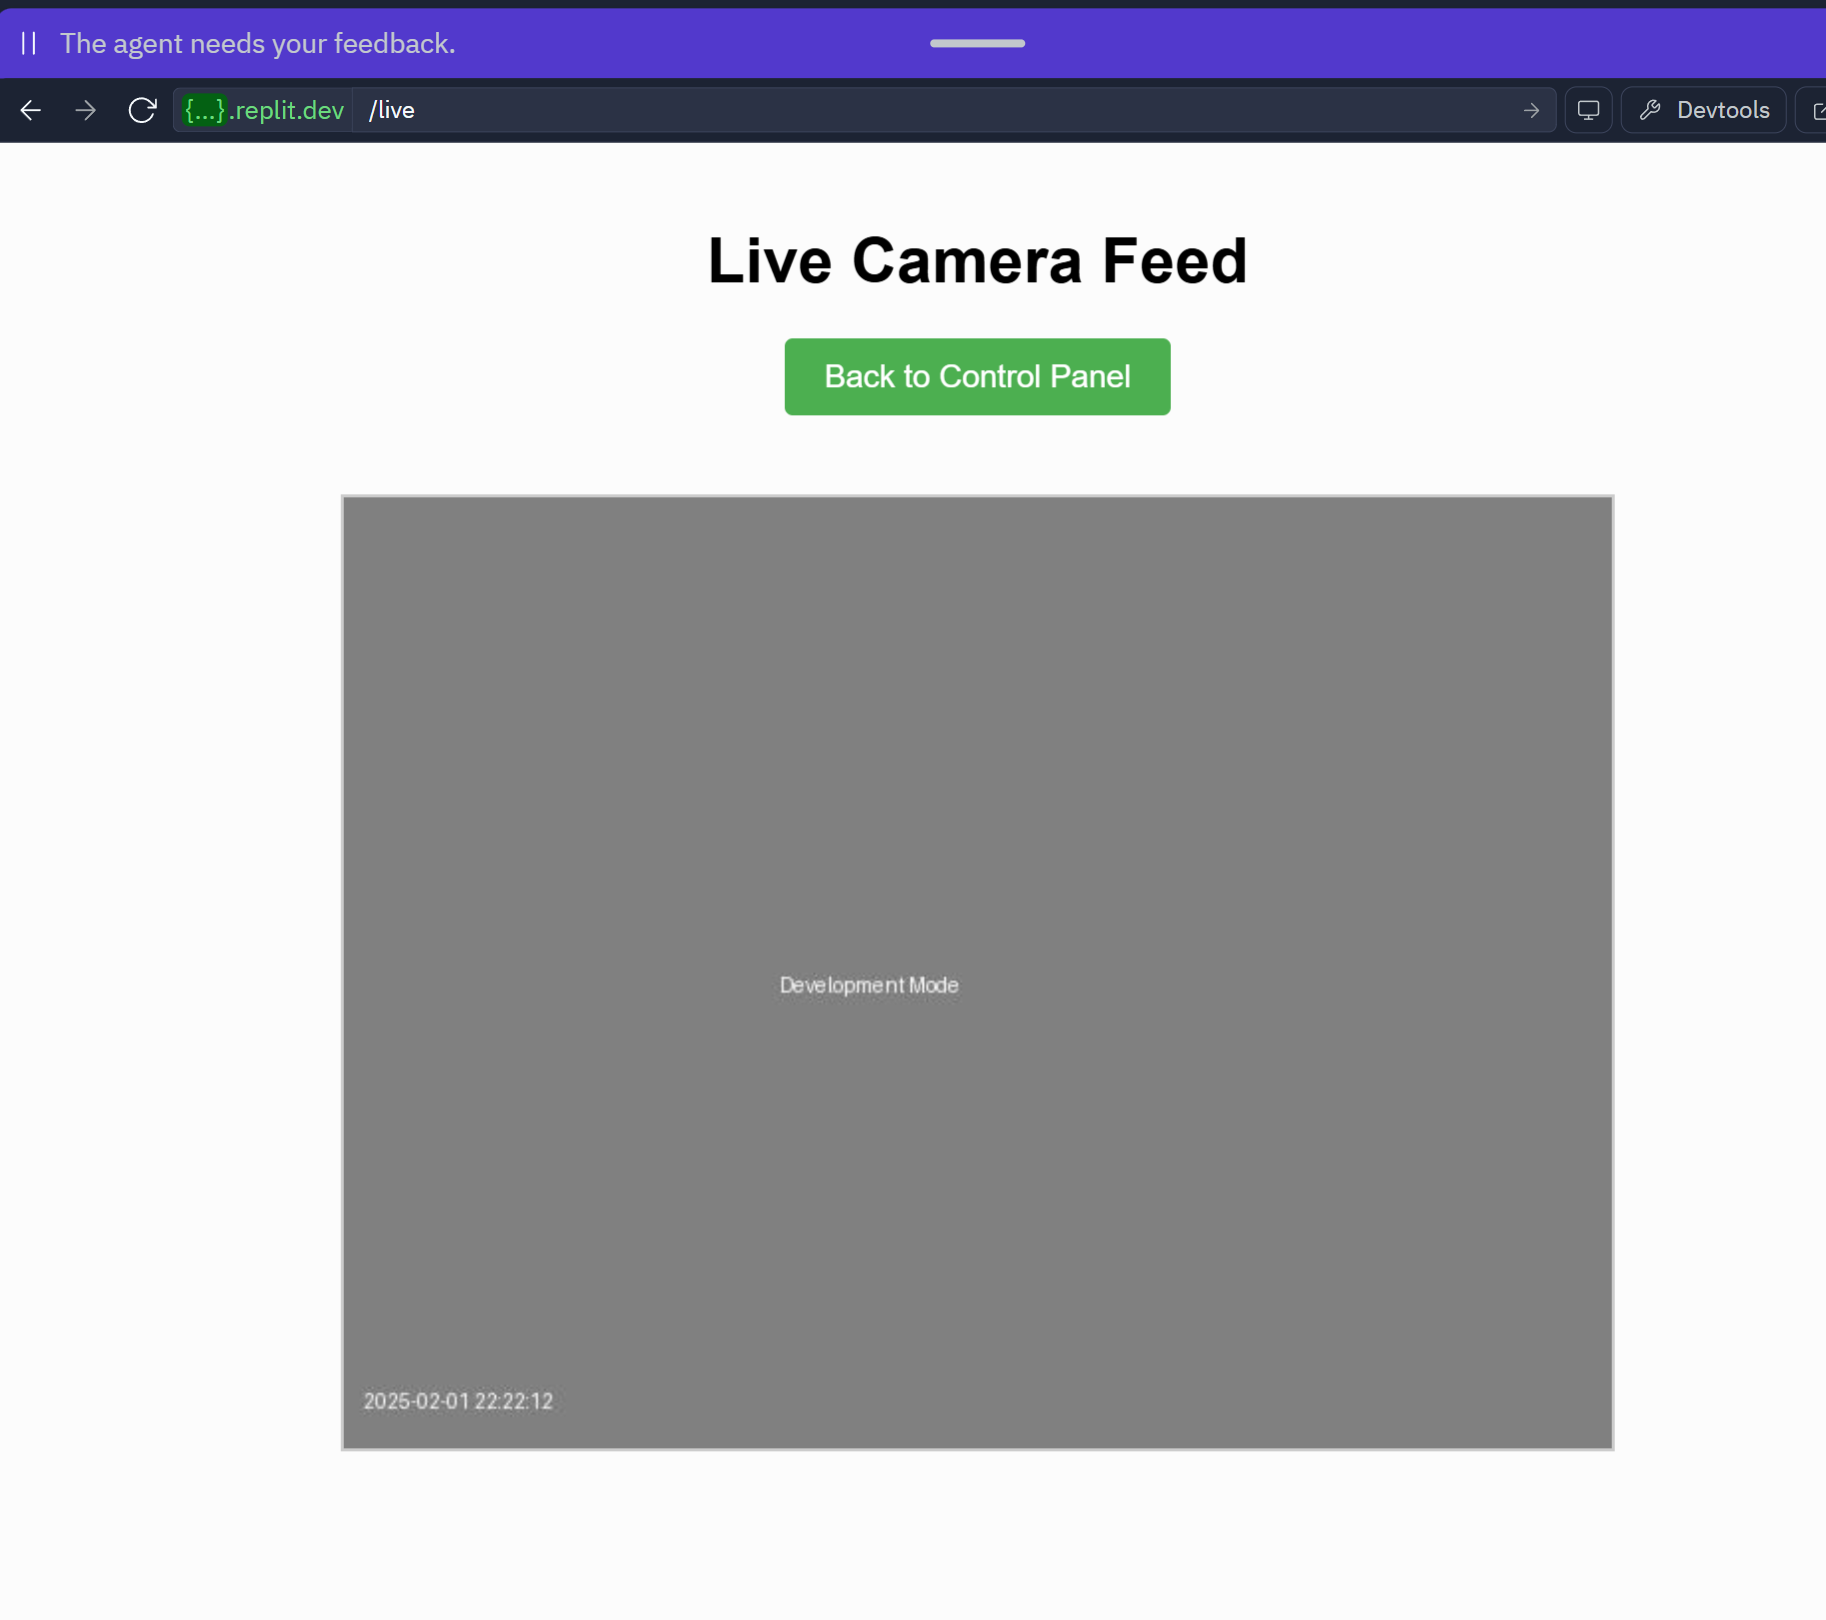 The agent needs your feedback.
{...}.replit.dev /live
Devtools
Live Camera Feed
Back to Control Panel
Development Mode
2025-02-01 22:22:12